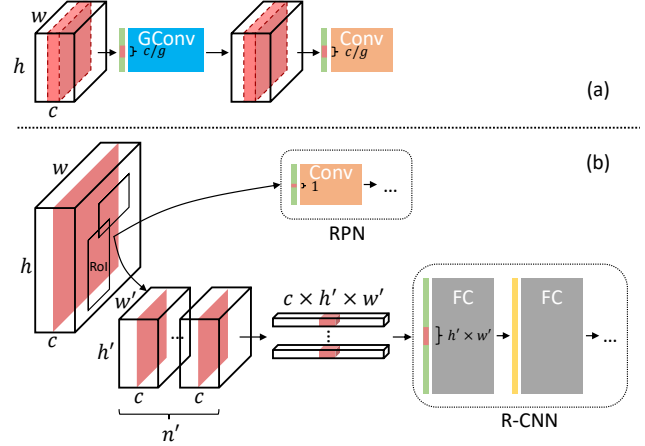 w
GConv
Conv
h
c/g
c/g
c
(a)
w
(b)
Conv
1
...
RPN
h
RoI
c
w′
c × h′ × w′
FC
FC
h′
...
⋮
h′ × w′
...
c
c
n′
R-CNN